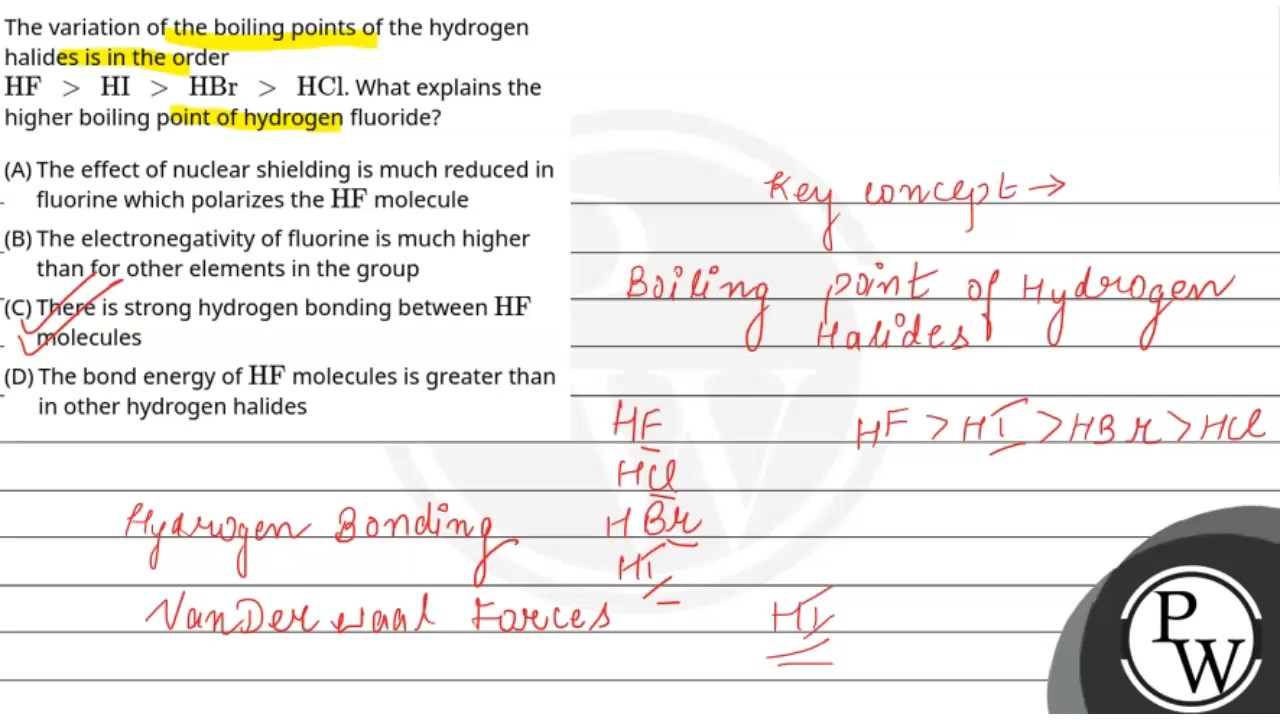 The variation of the boiling points of the hydrogen
halides is in the order
HF > HI > HBr > HCl. What explains the
higher boiling point of hydrogen fluoride?
(A) The effect of nuclear shielding is much reduced in
fluorine which polarizes the HF molecule
(B) The electronegativity of fluorine is much higher
than for other elements in the group
(C) There is strong hydrogen bonding between HF
molecules
(D) The bond energy of HF molecules is greater than
in other hydrogen halides
Key concept →
Boiling point of Hydrogen
Halides
HF > HI > HBr > HCl
HF
HCl
HBr
HI
Hydrogen Bonding
VanDer waal Forces
HI
PW